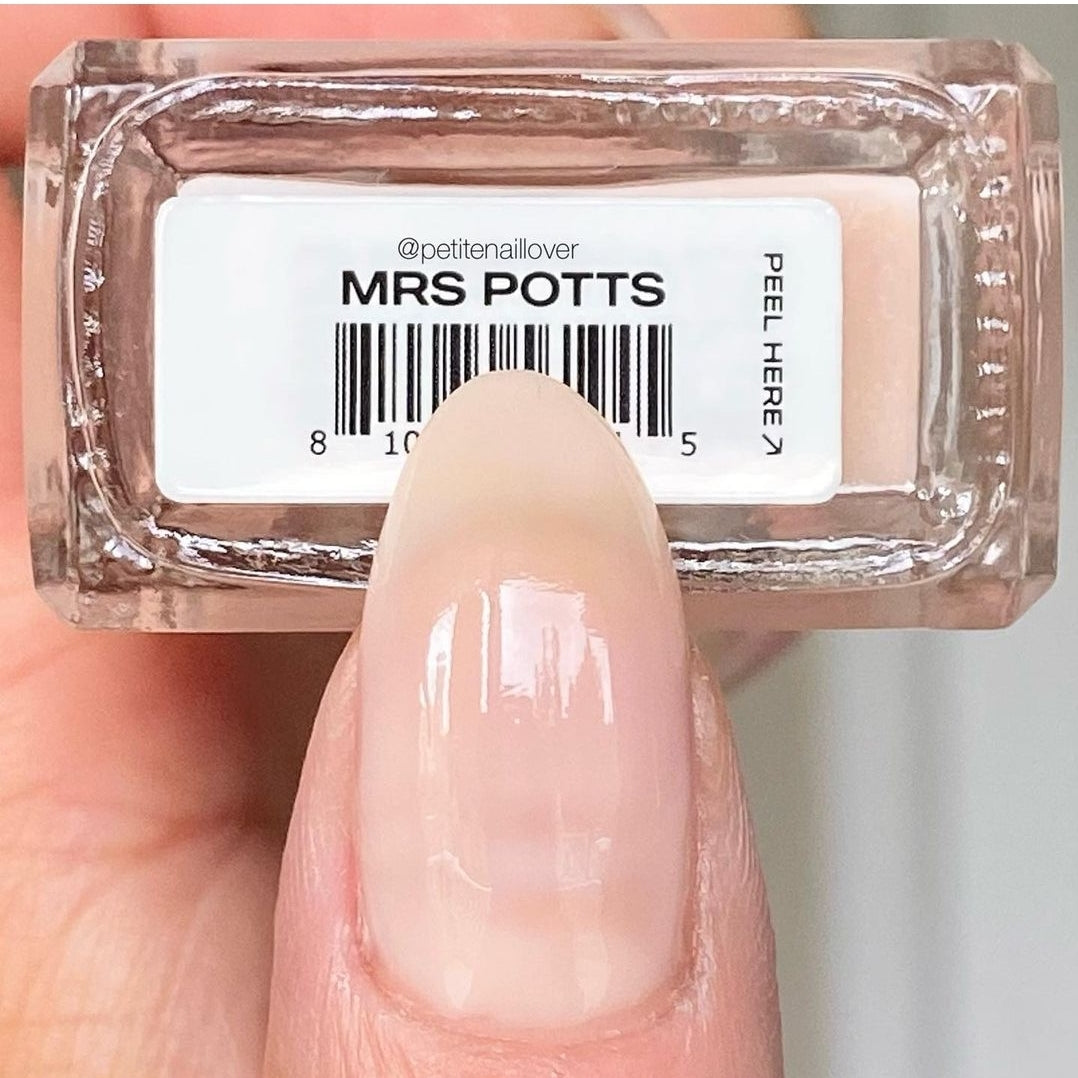 @petitenaillover
MRS POTTS
8 10 5
PEEL HERE ↗